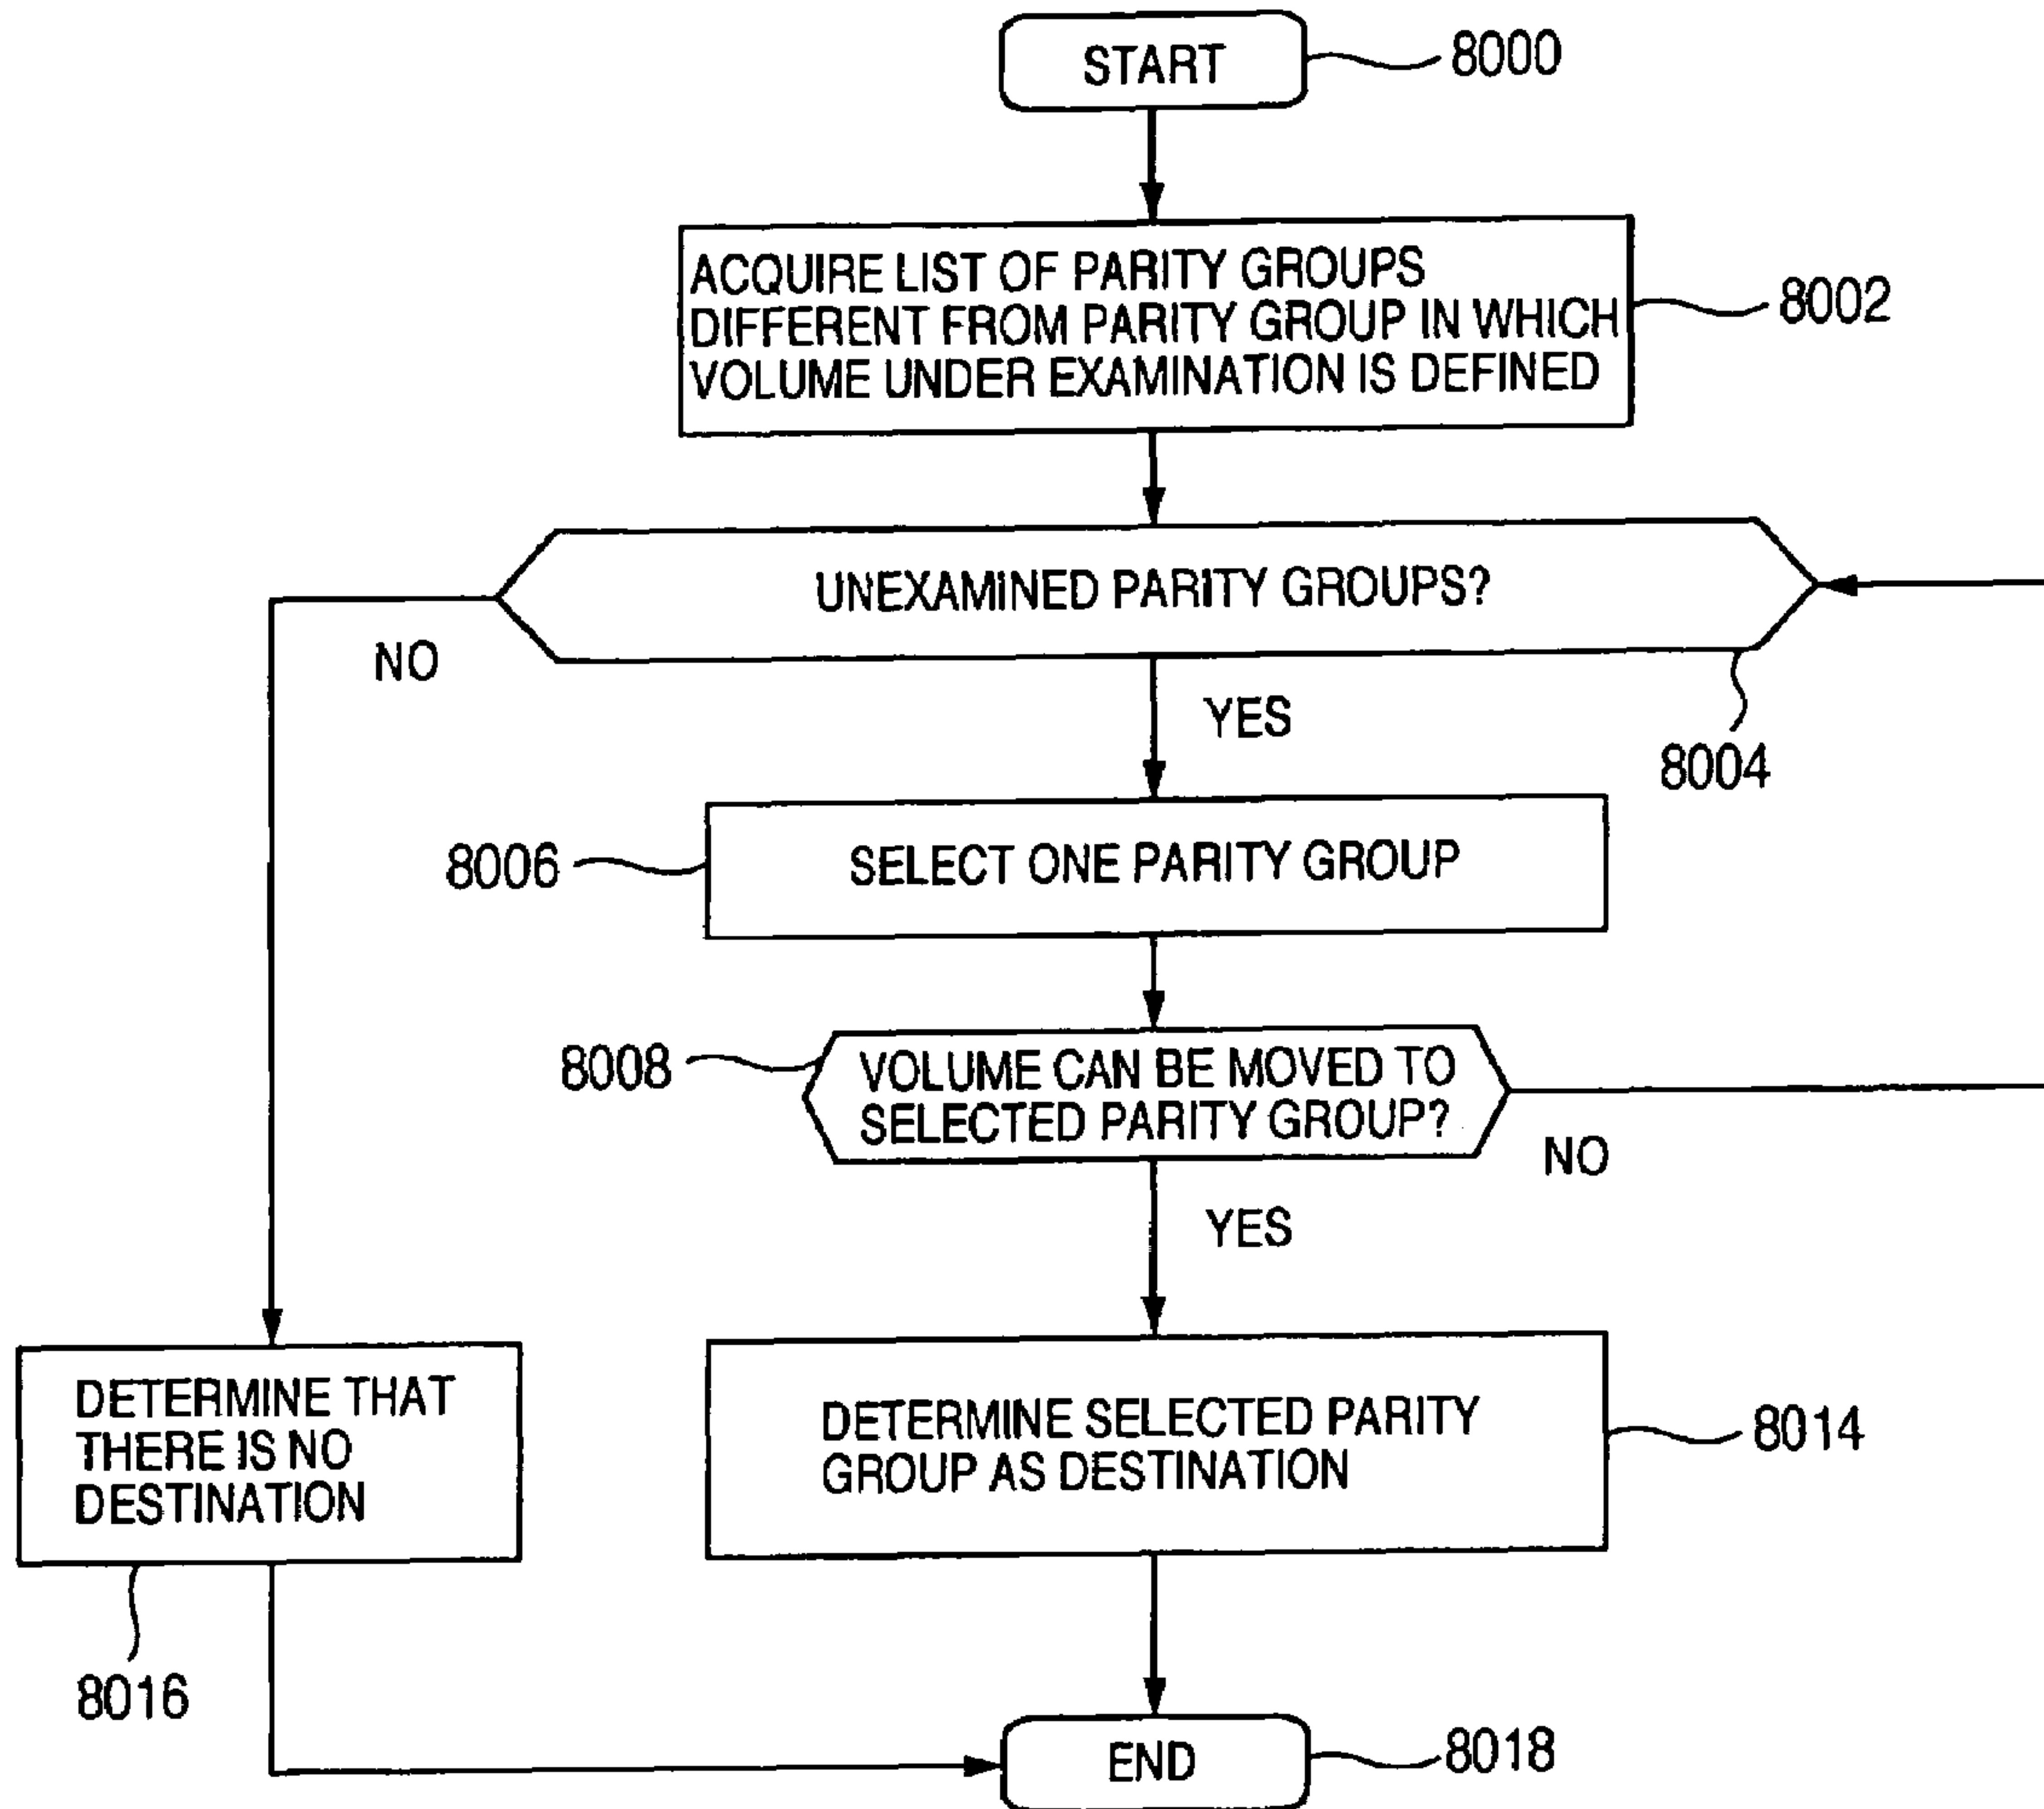 START
8000
ACQUIRE LIST OF PARITY GROUPS
DIFFERENT FROM PARITY GROUP IN WHICH
VOLUME UNDER EXAMINATION IS DEFINED
8002
UNEXAMINED PARITY GROUPS?
NO
YES
8004
8006
SELECT ONE PARITY GROUP
8008
VOLUME CAN BE MOVED TO
SELECTED PARITY GROUP?
NO
YES
DETERMINE THAT
THERE IS NO
DESTINATION
DETERMINE SELECTED PARITY
GROUP AS DESTINATION
8014
8016
END
8018